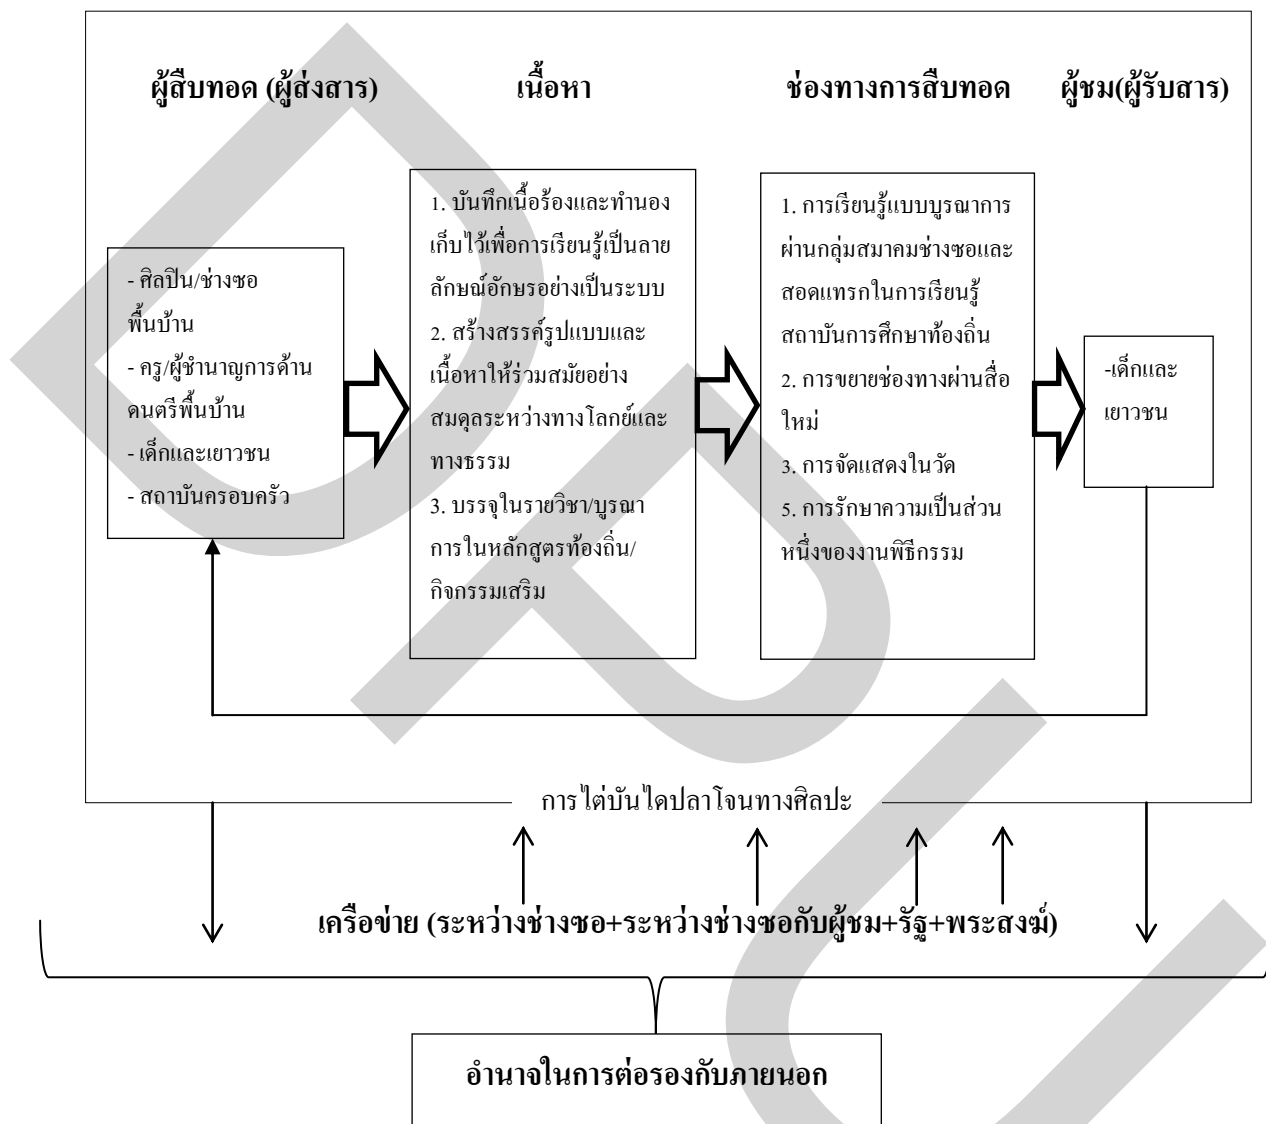 ผู้สืบทอด (ผู้ส่งสาร)
เนื้อหา
ช่องทางการสืบทอด
ผู้ชม(ผู้รับสาร)
- ศิลปิน/ช่างซอ
พื้นบ้าน
- ครู/ผู้ชำนาญการด้าน
ดนตรีพื้นบ้าน
- เด็กและเยาวชน
- สถาบันครอบครัว
1. บันทึกเนื้อร้องและทำนอง
เก็บไว้เพื่อการเรียนรู้เป็นลาย
ลักษณ์อักษรอย่างเป็นระบบ
2. สร้างสรรค์รูปแบบและ
เนื้อหาให้ร่วมสมัยอย่าง
สมดุลระหว่างทางโลกย์และ
ทางธรรม
3. บรรจุในรายวิชา/บูรณา
การในหลักสูตรท้องถิ่น/
กิจกรรมเสริม
1. การเรียนรู้แบบบูรณาการ
ผ่านกลุ่มสมาคมช่างซอและ
สอดแทรกในการเรียนรู้
สถาบันการศึกษาท้องถิ่น
2. การขยายช่องทางผ่านสื่อ
ใหม่
3. การจัดแสดงในวัด
5. การรักษาความเป็นส่วน
หนึ่งของงานพิธีกรรม
-เด็กและ
เยาวชน
การไต่บันไดปลาโจนทางศิลปะ
เครือข่าย (ระหว่างช่างซอ+ระหว่างช่างซอกับผู้ชม+รัฐ+พระสงฆ์)
อำนาจในการต่อรองกับภายนอก